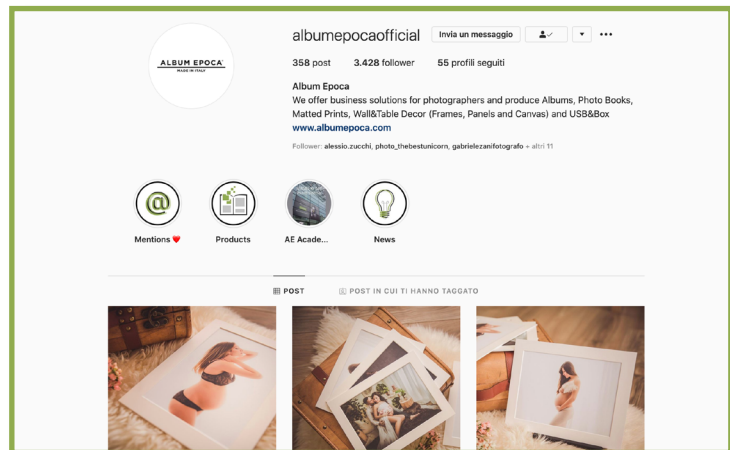 albumepocaofficial
Invia un messaggio
358 post 3.428 follower 55 profili seguiti
ALBUM EPOCA
MADE IN ITALY
Album Epoca
We offer business solutions for photographers and produce Albums, Photo Books,
Matted Prints, Wall&Table Decor (Frames, Panels and Canvas) and USB&Box
www.albumepoca.com
Follower: alessio.zucchi, photo_thebestunicorn, gabrielezanifotografo + altri 11
Mentions ❤️ Products AE Acade... News
POST POST IN CUI TI HANNO TAGGATO